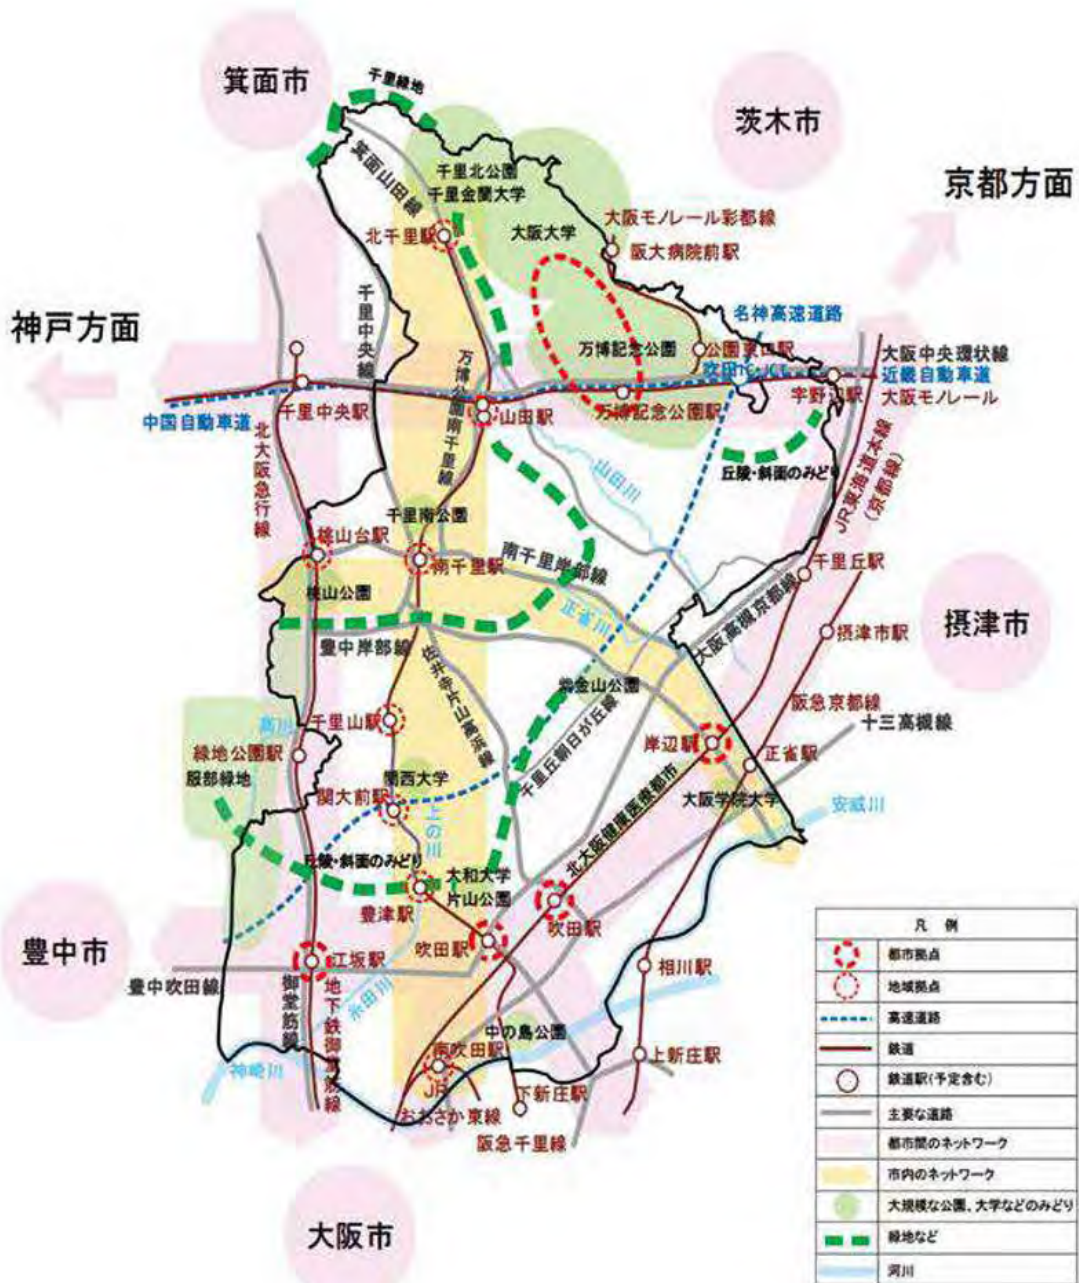 箕面市
千里緑地
茨木市
京都方面
箕面山田線
千里北公園
千里金蘭大学
大阪モノレール彩都線
北千里駅
大阪大学
阪大病院前駅
神戸方面
千里中央線
名神高速道路
万博記念公園
公園東口駅
大阪中央環状線
近畿自動車道
大阪モノレール
吹田IC・JCT
宇野辺駅
千里中央駅
万博公園南千里線
山田駅
万博記念公園駅
中国自動車道
北大阪急行線
山田川
丘陵・斜面のみどり
JR東海道本線
(京都線)
千里南公園
桃山台駅
南千里駅
南千里岸部線
千里丘駅
桃山公園
正雀川
大阪高槻京都線
摂津市
摂津市駅
豊中岸部線
佐井寺片山高浜線
紫金山公園
阪急京都線
高川
千里山駅
千里丘朝日が丘線
岸辺駅
十三高槻線
正雀駅
緑地公園駅
服部緑地
関西大学
関大前駅
上の川
北大阪健康医療都市
大阪学院大学
安威川
丘陵・斜面のみどり
大和大学
片山公園
豊津駅
吹田駅
吹田駅
豊中市
江坂駅
相川駅
豊中吹田線
御堂筋線
地下鉄御堂筋線
糸田川
中の島公園
南吹田駅
上新庄駅
神崎川
JR
おおさか東線
下新庄駅
阪急千里線
大阪市
凡 例
都市拠点
地域拠点
高速道路
鉄道
鉄道駅(予定含む)
主要な道路
都市間のネットワーク
市内のネットワーク
大規模な公園、大学などのみどり
緑地など
河川